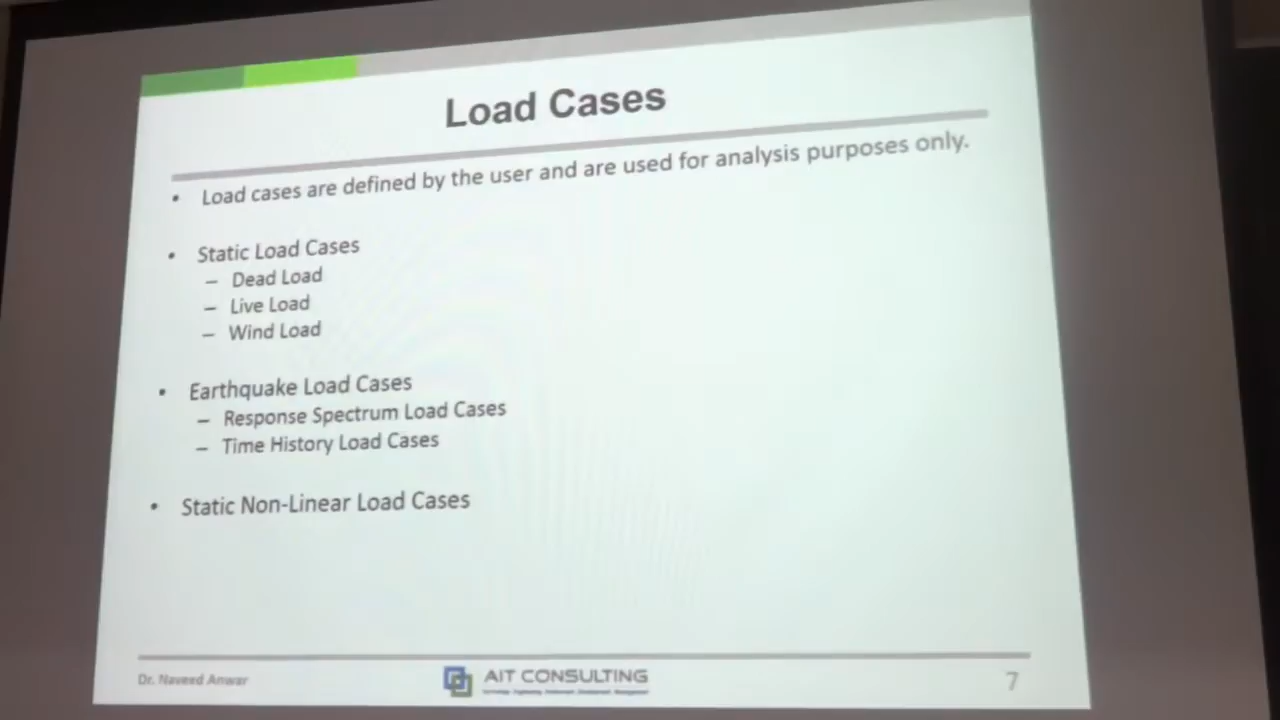 Load Cases
• Load cases are defined by the user and are used for analysis purposes only.
• Static Load Cases
– Dead Load
– Live Load
– Wind Load
• Earthquake Load Cases
– Response Spectrum Load Cases
– Time History Load Cases
• Static Non-Linear Load Cases
Dr. Naveed Anwar
AIT CONSULTING
7